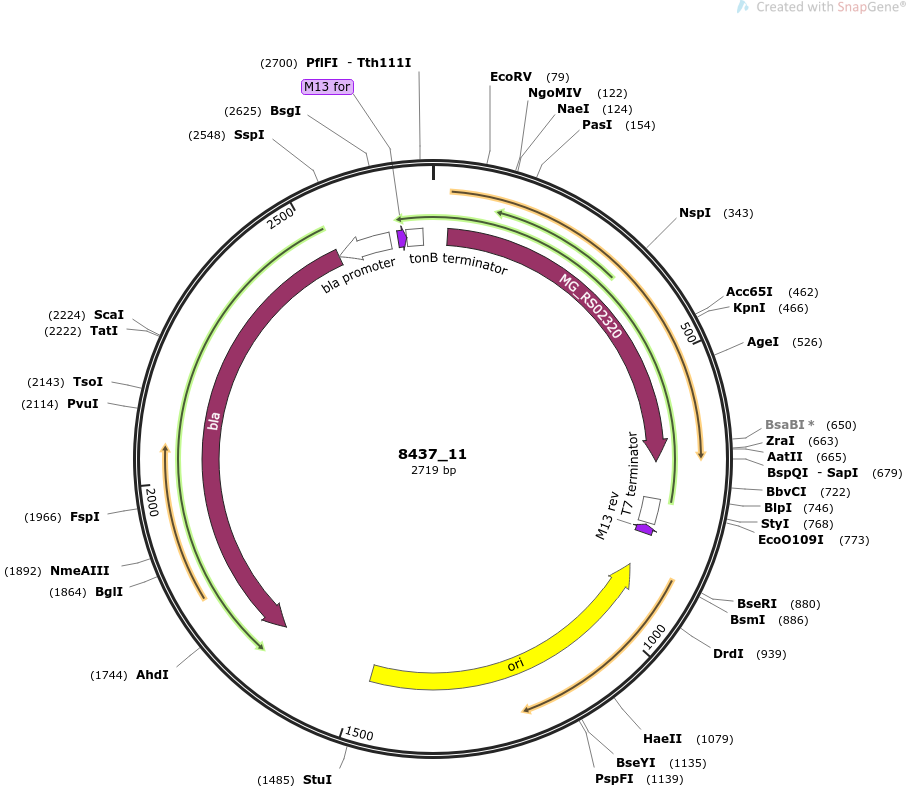 Created with SnapGene®
(2700) PflFI - Tth111I
M13 for
(2625) BsgI
(2548) SspI
EcoRV (79)
NgoMIV (122)
NaeI (124)
PasI (154)
NspI (343)
Acc65I (462)
KpnI (466)
AgeI (526)
BsaBI * (650)
ZraI (663)
AatII (665)
BspQI - SapI (679)
BbvCI (722)
BlpI (746)
StyI (768)
EcoO109I (773)
BseRI (880)
BsmI (886)
DrdI (939)
HaeII (1079)
BseYI (1135)
PspFI (1139)
(1485) StuI
(1744) AhdI
(1864) BglI
(1892) NmeAIII
(1966) FspI
(2114) PvuI
(2143) TsoI
(2222) TatI
(2224) ScaI
500
1000
1500
2000
2500
bla promoter
tonB terminator
MG_RS02320
T7 terminator
M13 rev
ori
bla
8437_11
2719 bp